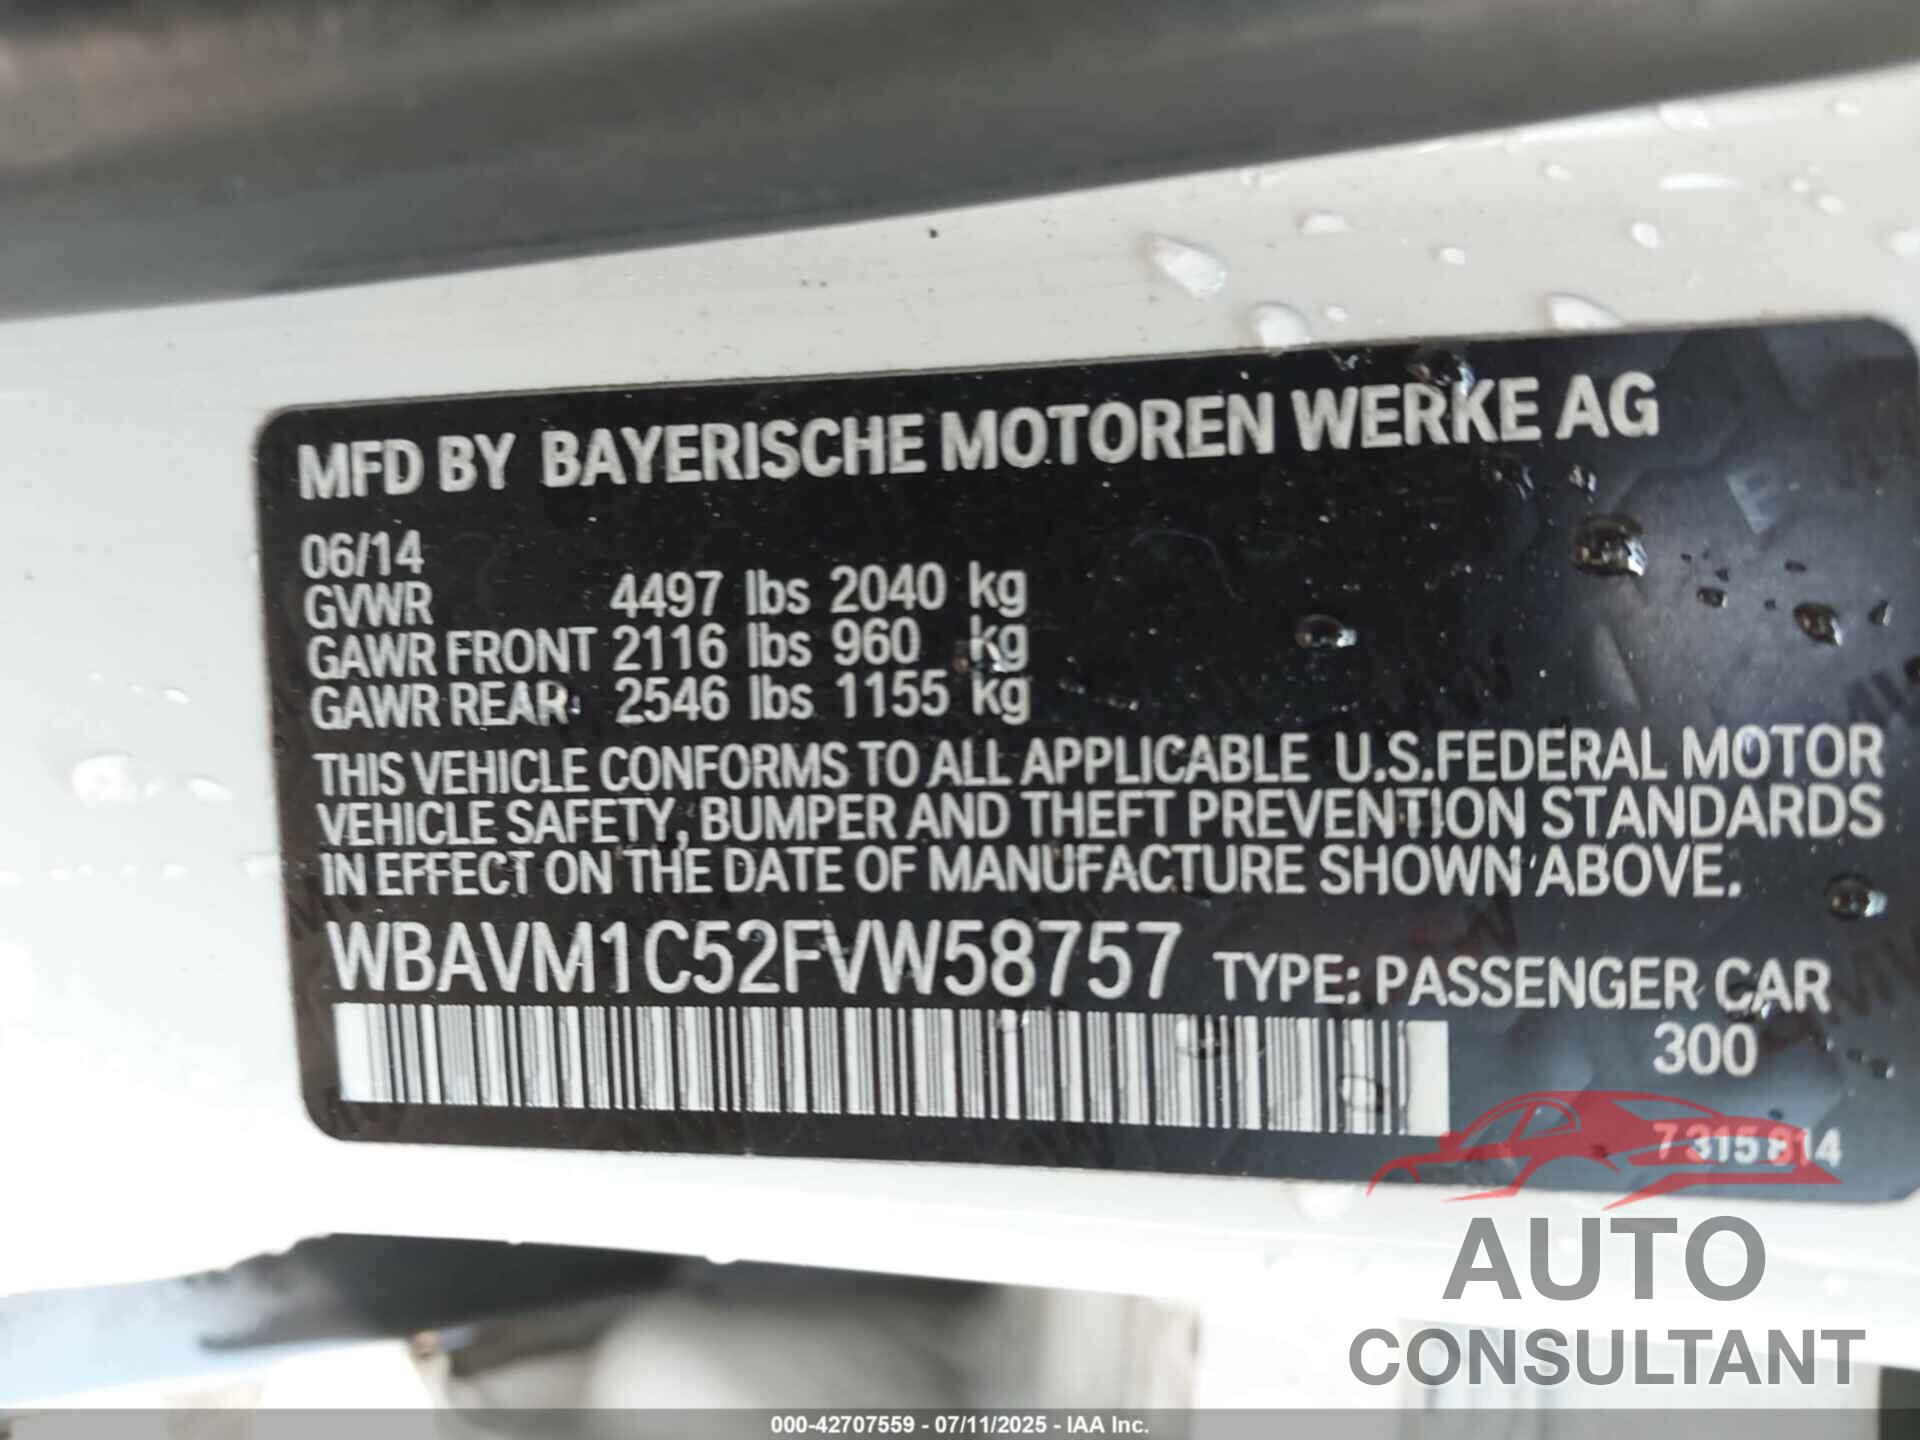 MFD BY BAYERISCHE MOTOREN WERKE AG
06/14
GVWR 4497 lbs 2040 kg
GAWR FRONT 2116 lbs 960 kg
GAWR REAR 2546 lbs 1155 kg
THIS VEHICLE CONFORMS TO ALL APPLICABLE U.S.FEDERAL MOTOR
VEHICLE SAFETY, BUMPER AND THEFT PREVENTION STANDARDS
IN EFFECT ON THE DATE OF MANUFACTURE SHOWN ABOVE.
WBAVM1C52FVW58757 TYPE: PASSENGER CAR
300
7 315 814
AUTO
CONSULTANT
000-42707559 - 07/11/2025 - IAA Inc.